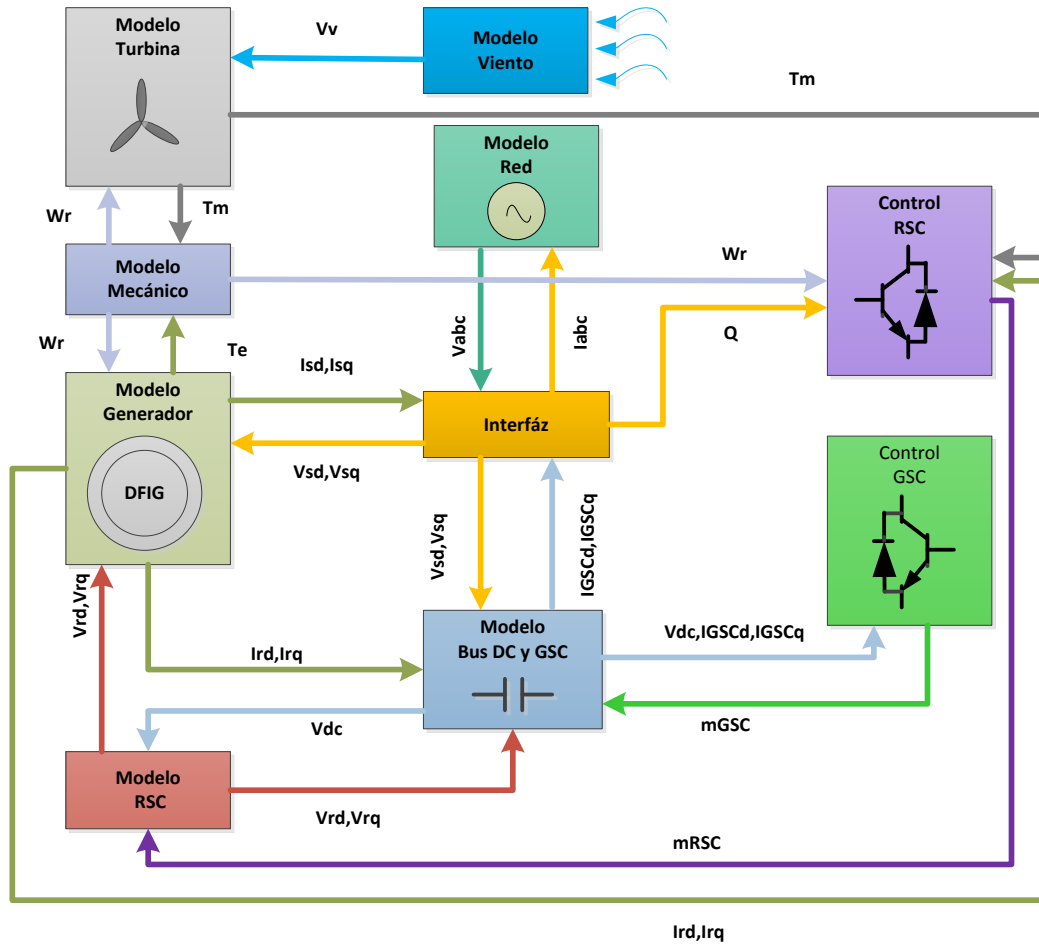 Modelo
Turbina
Vv
Modelo
Viento
Tm
Modelo
Red
Wr
Tm
Control
RSC
Modelo
Mecánico
Wr
Wr
Te
Vabc
Iabc
Q
Modelo
Generador
DFIG
Isd,Isq
Interfáz
Vsd,Vsq
Control
GSC
Vsd,Vsq
IGSCd,IGSCq
Vrd,Vrq
Ird,Irq
Modelo
Bus DC y GSC
Vdc,IGSCd,IGSCq
mGSC
Vdc
Modelo
RSC
Vrd,Vrq
mRSC
Ird,Irq